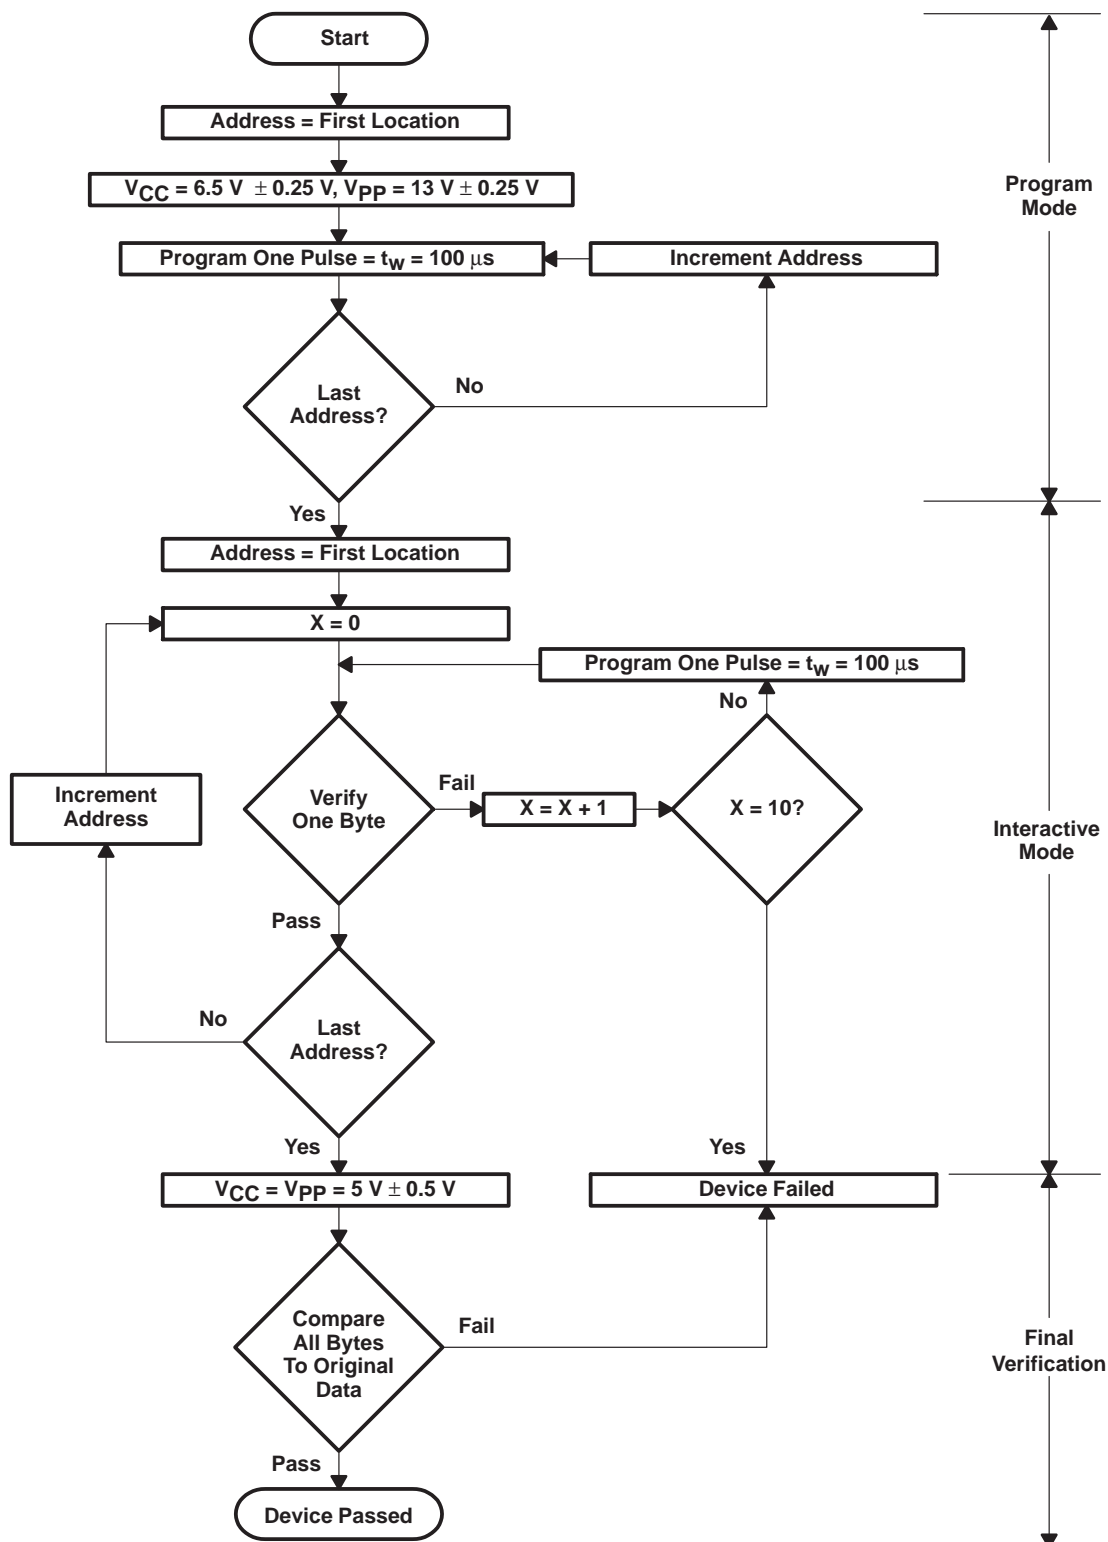 Start
Address = First Location
VCC = 6.5 V ± 0.25 V, VPP = 13 V ± 0.25 V
Program
Mode
Program One Pulse = tw = 100 μs
Increment Address
Last
Address?
No
Yes
Address = First Location
X = 0
Program One Pulse = tw = 100 μs
No
Increment
Address
Verify
One Byte
Fail
X = X + 1
X = 10?
Interactive
Mode
Pass
No
Last
Address?
Yes
Yes
VCC = VPP = 5 V ± 0.5 V
Device Failed
Compare
All Bytes
To Original
Data
Fail
Final
Verification
Pass
Device Passed